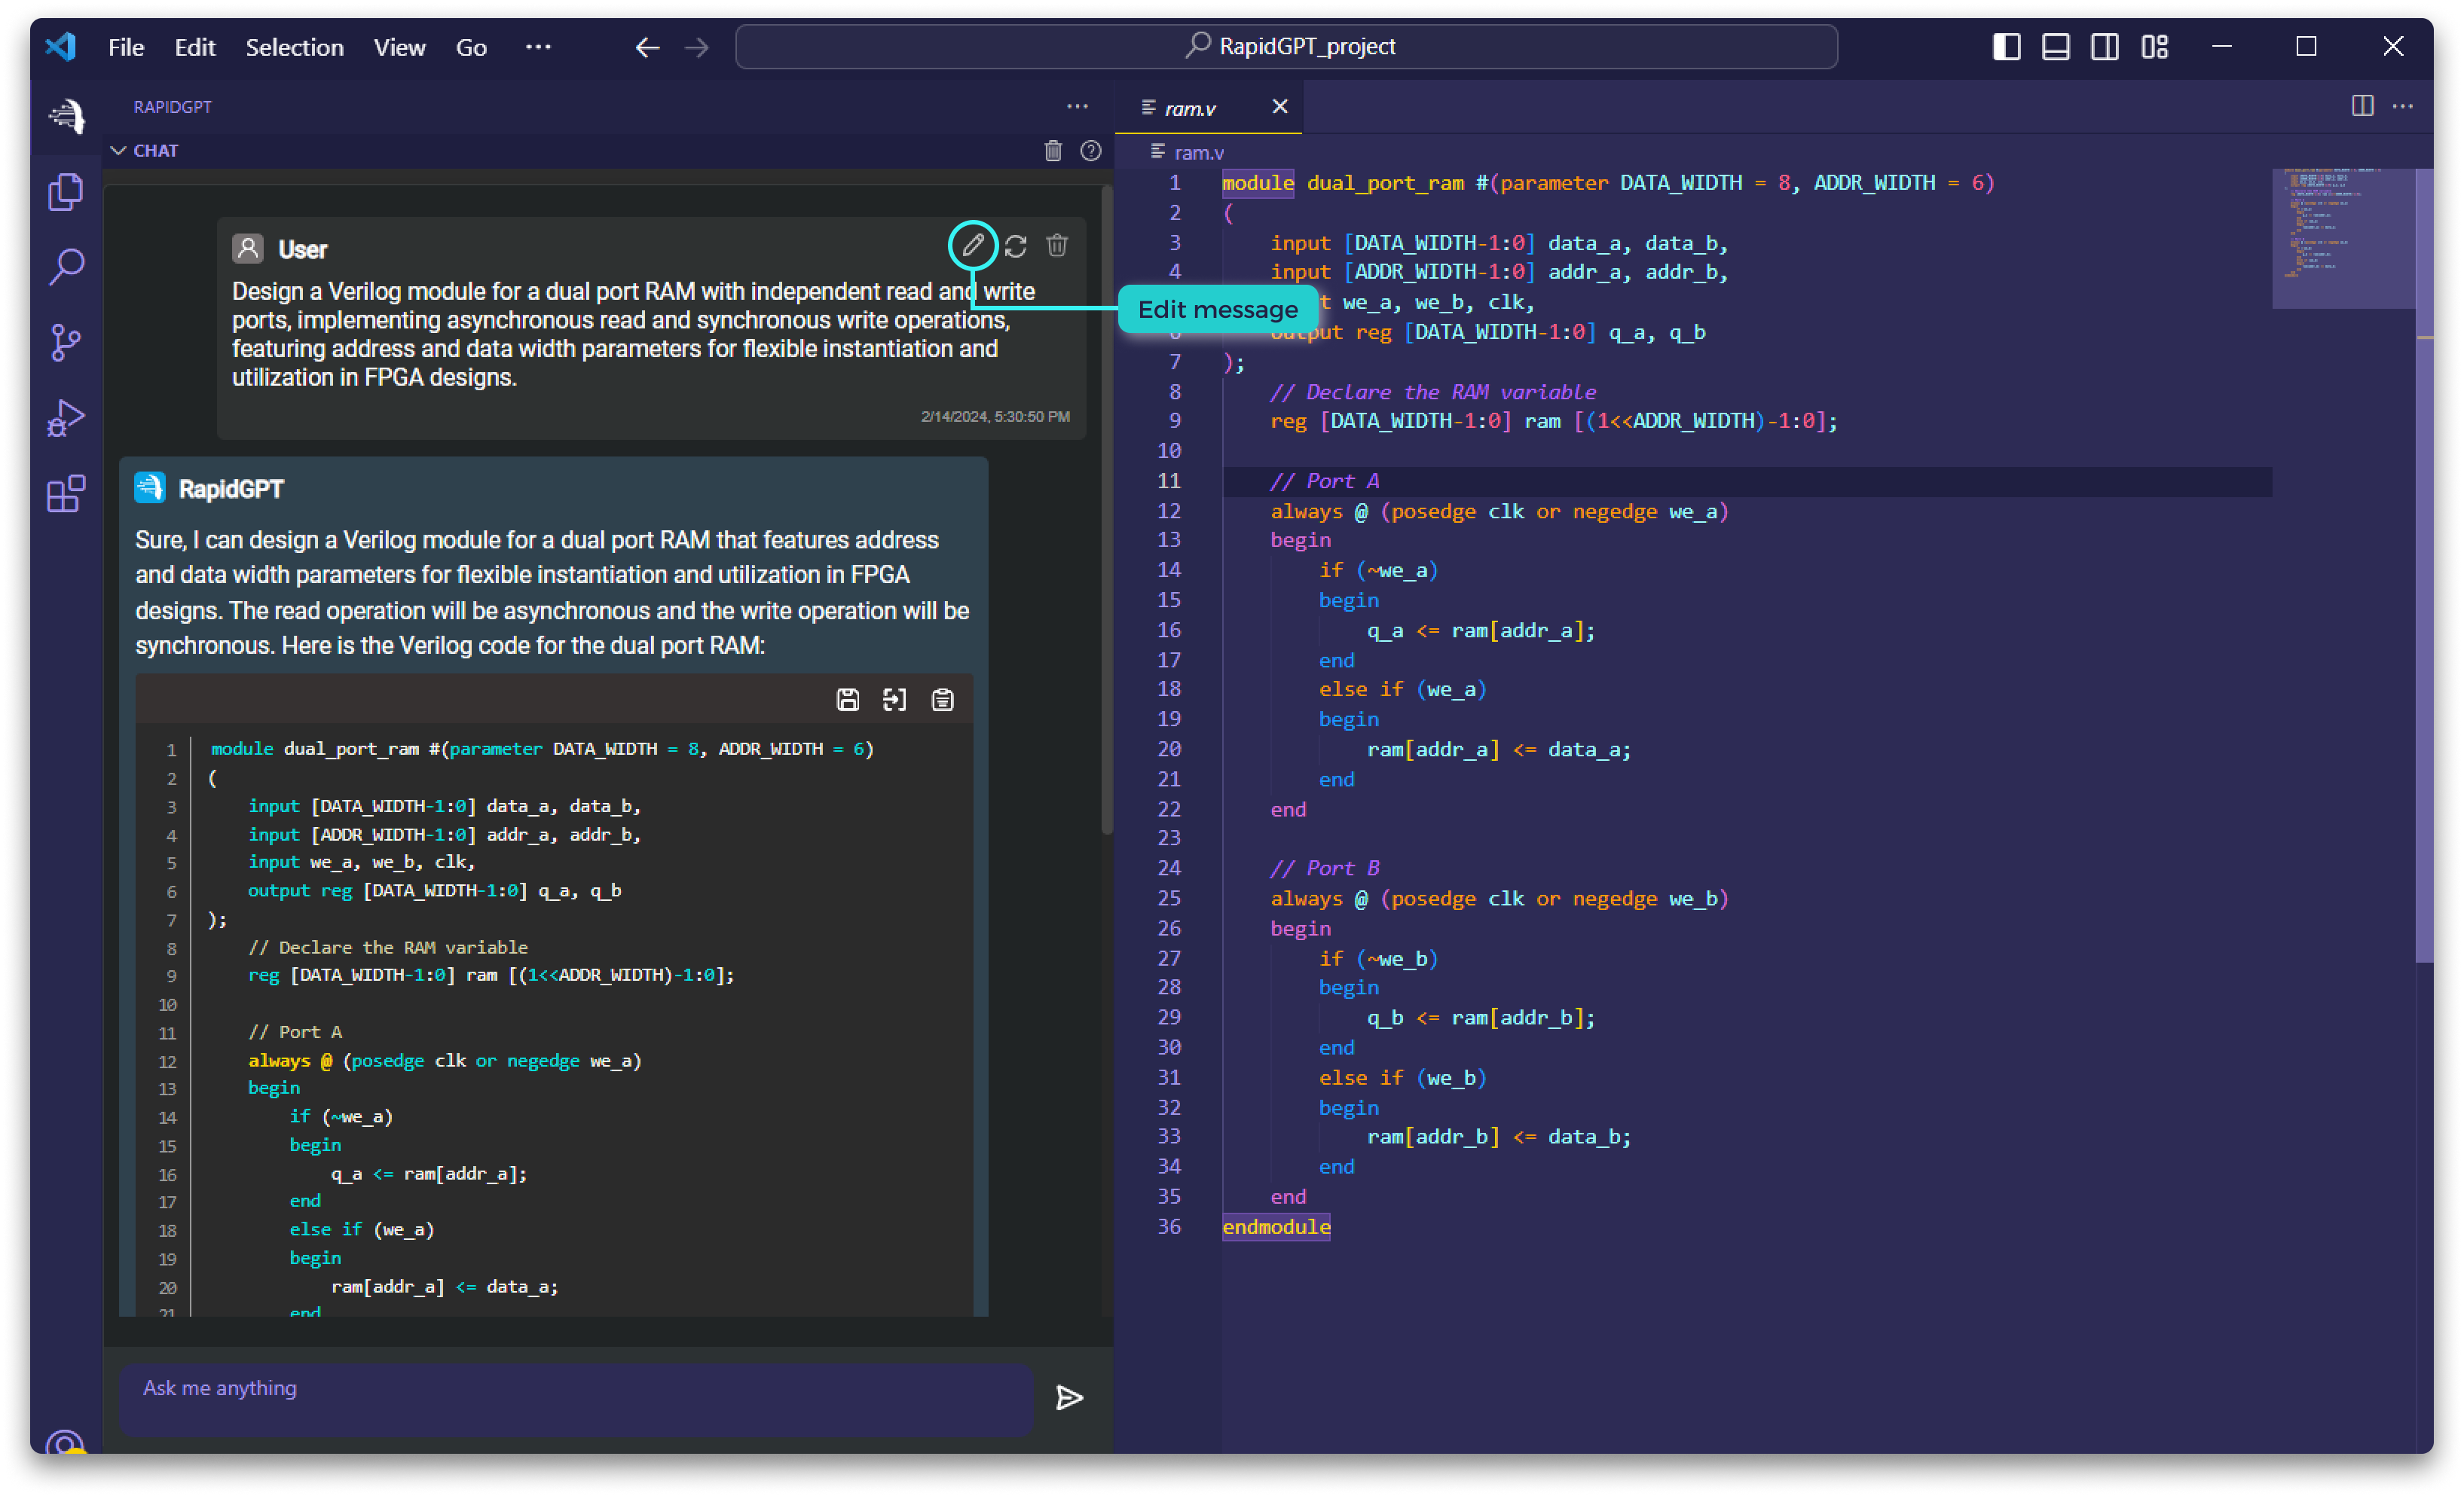 File Edit Selection View Go ···
RapidGPT_project
RAPIDGPT
CHAT
User
Design a Verilog module for a dual port RAM with independent read and write
ports, implementing asynchronous read and synchronous write operations,
featuring address and data width parameters for flexible instantiation and
utilization in FPGA designs.
2/14/2024, 5:30:50 PM
RapidGPT
Sure, I can design a Verilog module for a dual port RAM that features address
and data width parameters for flexible instantiation and utilization in FPGA
designs. The read operation will be asynchronous and the write operation will be
synchronous. Here is the Verilog code for the dual port RAM:
1 module dual_port_ram #(parameter DATA_WIDTH = 8, ADDR_WIDTH = 6)
2 (
3 input [DATA_WIDTH-1:0] data_a, data_b,
4 input [ADDR_WIDTH-1:0] addr_a, addr_b,
5 input we_a, we_b, clk,
6 output reg [DATA_WIDTH-1:0] q_a, q_b
7 );
8 // Declare the RAM variable
9 reg [DATA_WIDTH-1:0] ram [(1<<ADDR_WIDTH)-1:0];
10
11 // Port A
12 always @ (posedge clk or negedge we_a)
13 begin
14 if (~we_a)
15 begin
16 q_a <= ram[addr_a];
17 end
18 else if (we_a)
19 begin
20 ram[addr_a] <= data_a;
21 end
Ask me anything
Edit message
ram.v
ram.v
1 module dual_port_ram #(parameter DATA_WIDTH = 8, ADDR_WIDTH = 6)
2 (
3 input [DATA_WIDTH-1:0] data_a, data_b,
4 input [ADDR_WIDTH-1:0] addr_a, addr_b,
t we_a, we_b, clk,
6 output reg [DATA_WIDTH-1:0] q_a, q_b
7 );
8 // Declare the RAM variable
9 reg [DATA_WIDTH-1:0] ram [(1<<ADDR_WIDTH)-1:0];
10
11 // Port A
12 always @ (posedge clk or negedge we_a)
13 begin
14 if (~we_a)
15 begin
16 q_a <= ram[addr_a];
17 end
18 else if (we_a)
19 begin
20 ram[addr_a] <= data_a;
21 end
22 end
23
24 // Port B
25 always @ (posedge clk or negedge we_b)
26 begin
27 if (~we_b)
28 begin
29 q_b <= ram[addr_b];
30 end
31 else if (we_b)
32 begin
33 ram[addr_b] <= data_b;
34 end
35 end
36 endmodule